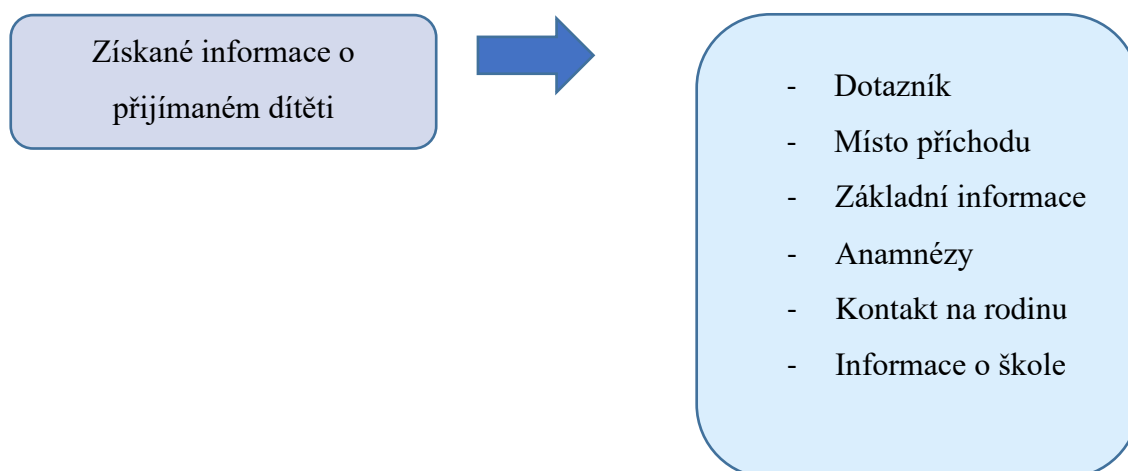 Získané informace o
přijímaném dítěti
- Dotazník
- Místo příchodu
- Základní informace
- Anamnézy
- Kontakt na rodinu
- Informace o škole